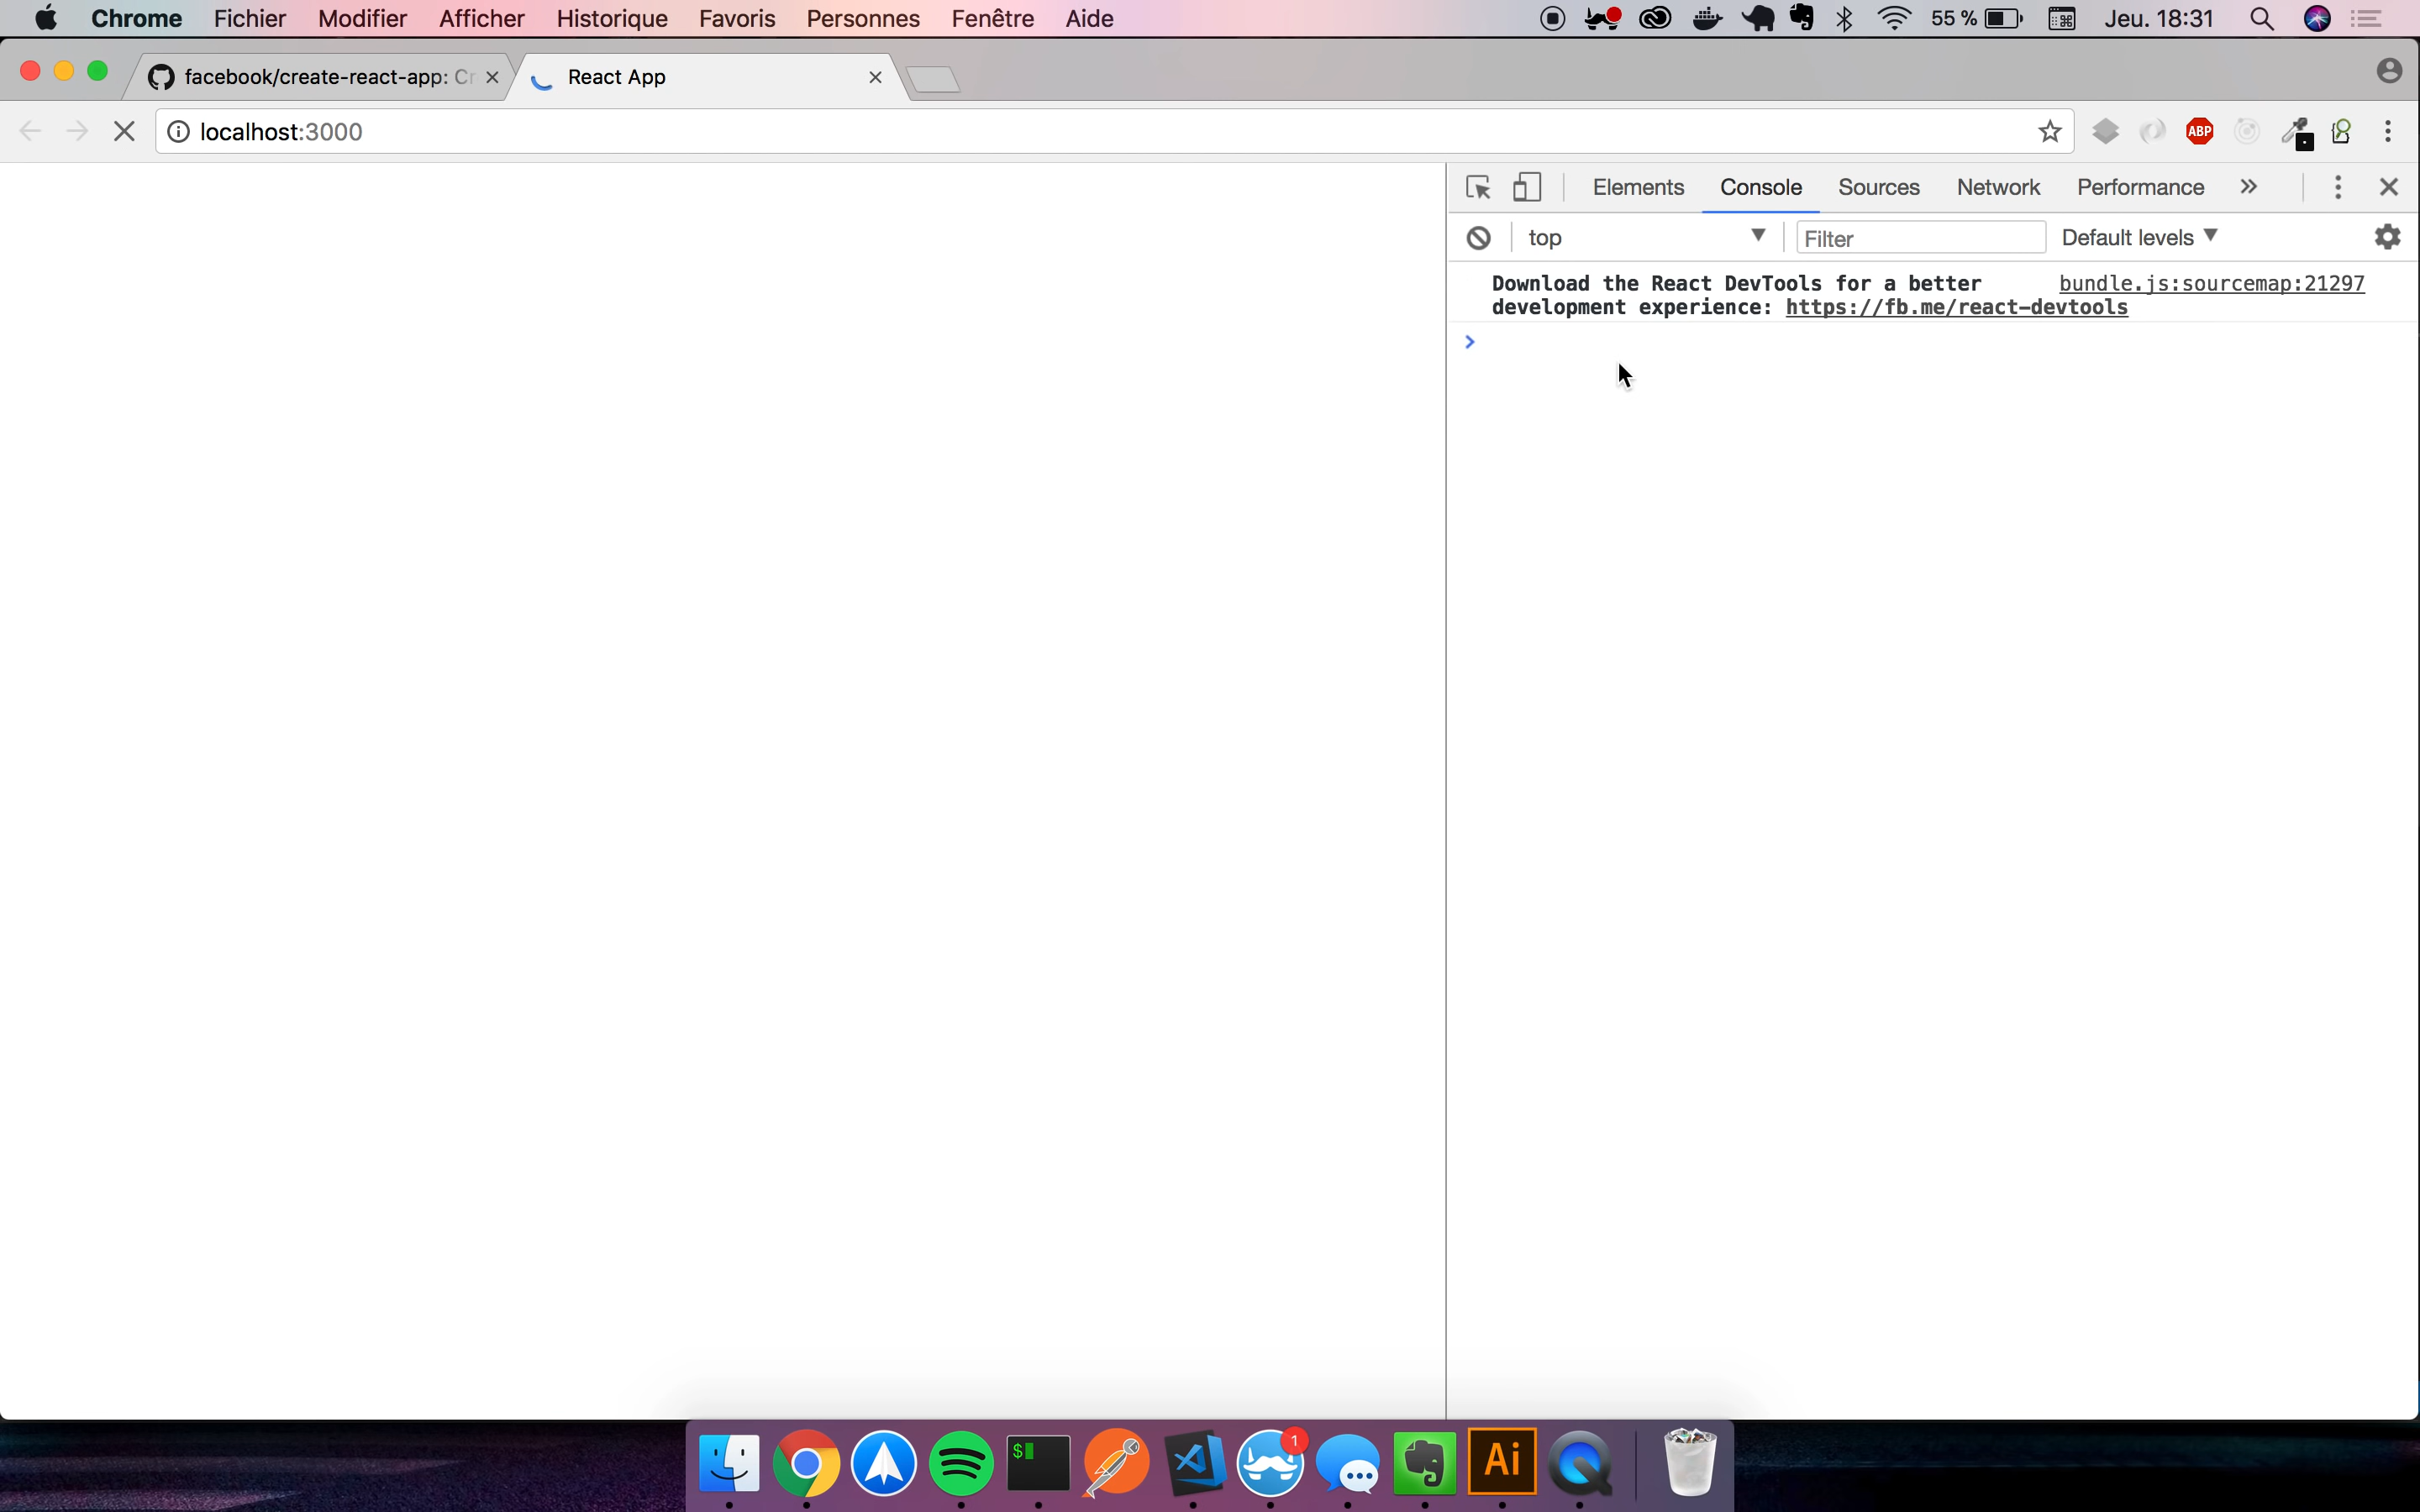 Chrome Fichier Modifier Afficher Historique Favoris Personnes Fenêtre Aide 55 % Jeu. 18:31
facebook/create-react-app: Cr React App
localhost:3000 ABP
Elements Console Sources Network Performance
top Filter Default levels
Download the React DevTools for a better bundle.js:sourcemap:21297
development experience: https://fb.me/react-devtools
$ 1 Ai